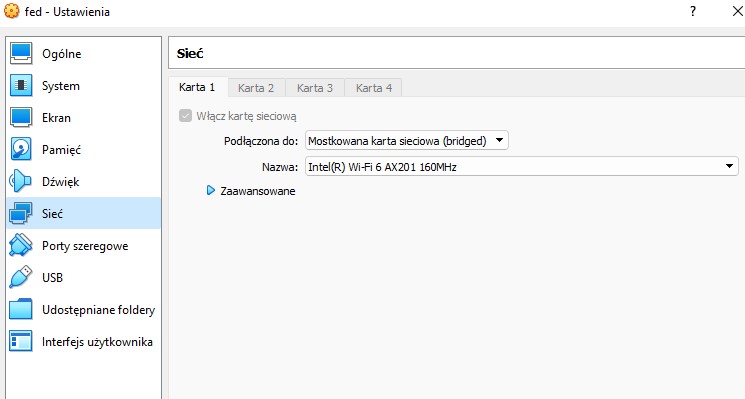 fed - Ustawienia
?
Ogólne
System
Ekran
Pamięć
Dźwięk
Sieć
Porty szeregowe
USB
Udostępniane foldery
Interfejs użytkownika
Sieć
Karta 1 Karta 2 Karta 3 Karta 4
Włącz kartę sieciową
Podłączona do: Mostkowana karta sieciowa (bridged)
Nazwa: Intel(R) Wi-Fi 6 AX201 160MHz
Zaawansowane